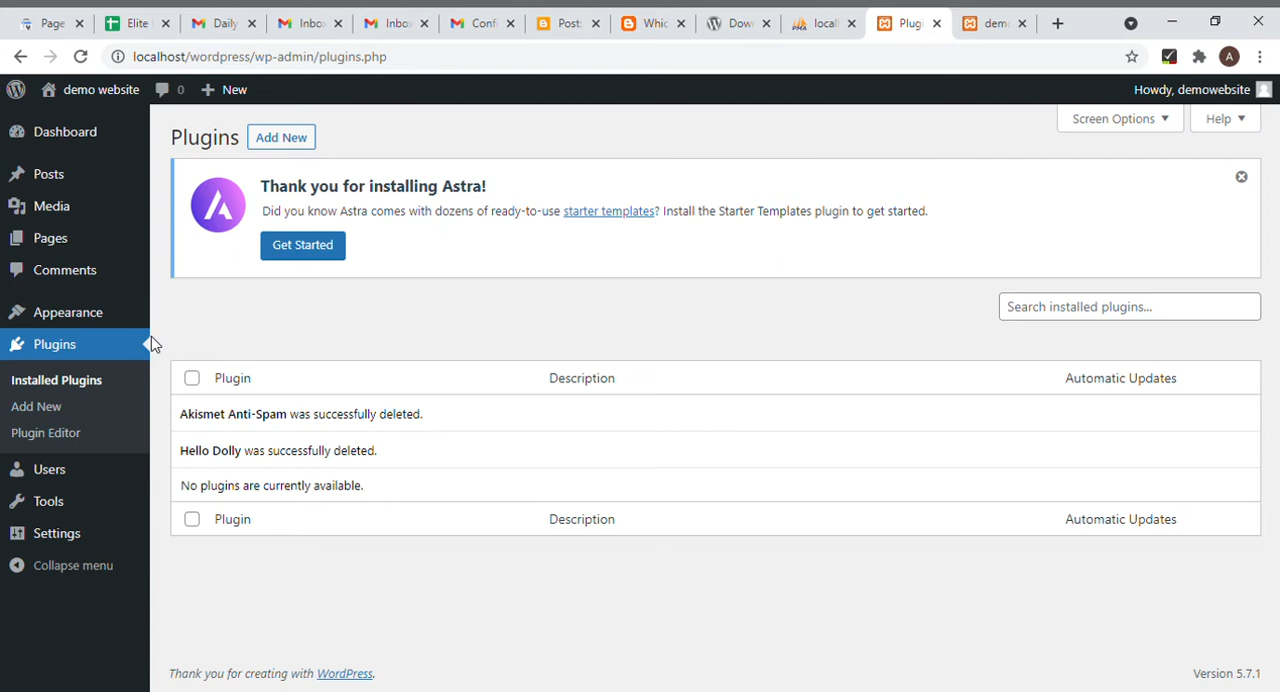 Page
Elite
Daily
Inbo
Inbo
Confi
Post
Whic
Dow
locall
Plug
dem
localhost/wordpress/wp-admin/plugins.php
A
demo website
0
New
Howdy, demowebsite
Dashboard
Posts
Media
Pages
Comments
Appearance
Plugins
Installed Plugins
Add New
Plugin Editor
Users
Tools
Settings
Collapse menu
Screen Options ▼
Help ▼
Plugins
Add New
Thank you for installing Astra!
Did you know Astra comes with dozens of ready-to-use starter templates? Install the Starter Templates plugin to get started.
Get Started
Search installed plugins...
Plugin Description Automatic Updates
Akismet Anti-Spam was successfully deleted.
Hello Dolly was successfully deleted.
No plugins are currently available.
Plugin Description Automatic Updates
Thank you for creating with WordPress.
Version 5.7.1